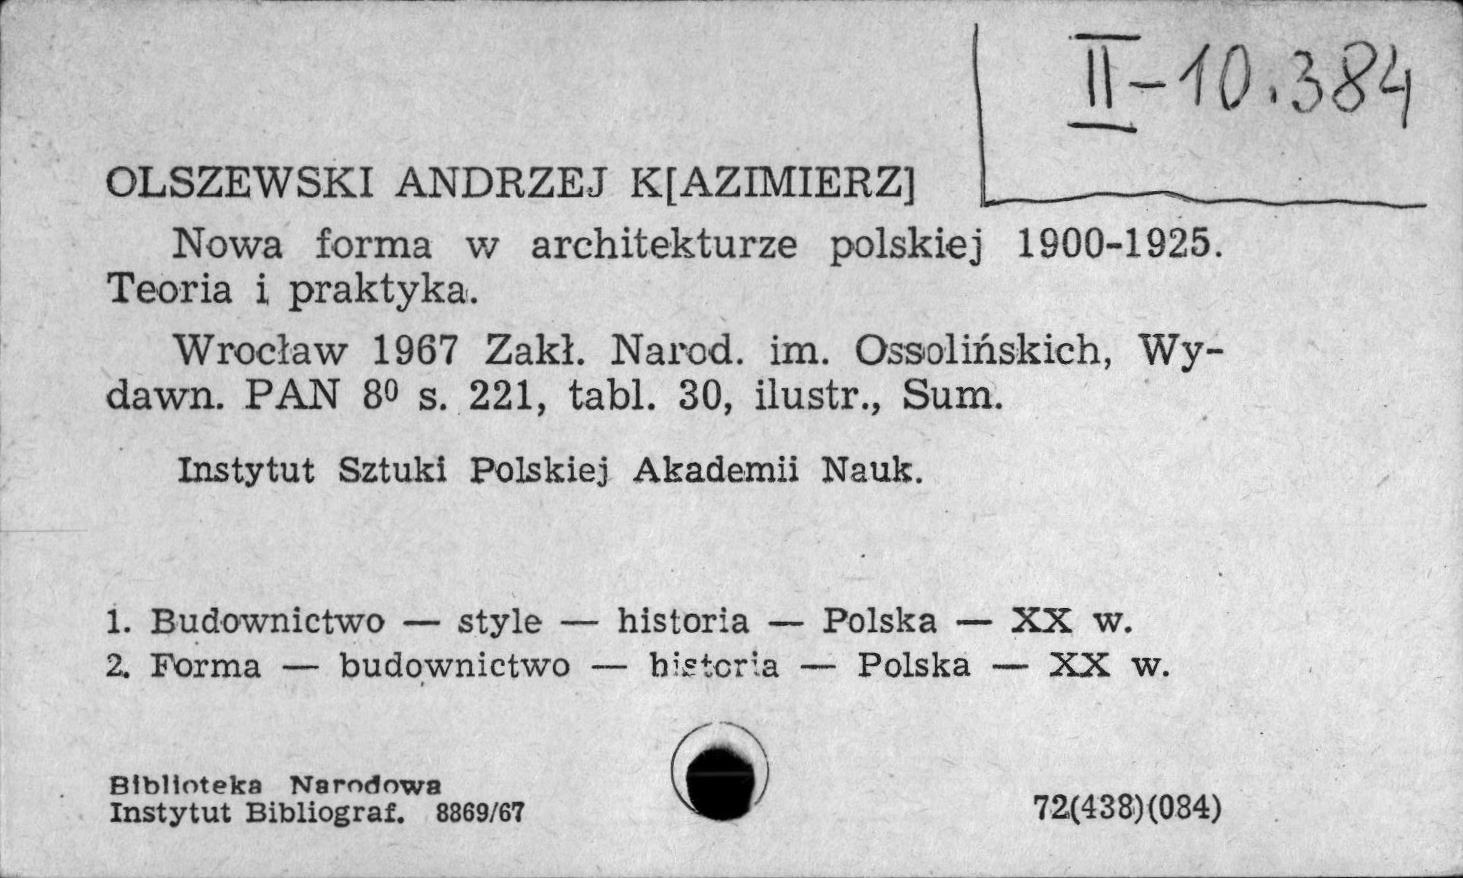 II-10.384
OLSZEWSKI ANDRZEJ K[AZIMIERZ]
Nowa forma w architekturze polskiej 1900-1925.
Teoria i praktyka.
Wrocław 1967 Zakł. Narod. im. Ossolińskich, Wy-
dawn. PAN 8⁰ s. 221, tabl. 30, ilustr., Sum.
Instytut Sztuki Polskiej Akademii Nauk.
1. Budownictwo — style — historia — Polska — XX w.
2. Forma — budownictwo — historia — Polska — XX w.
Biblioteka Narodowa
Instytut Bibliograf. 8869/67
72(438)(084)